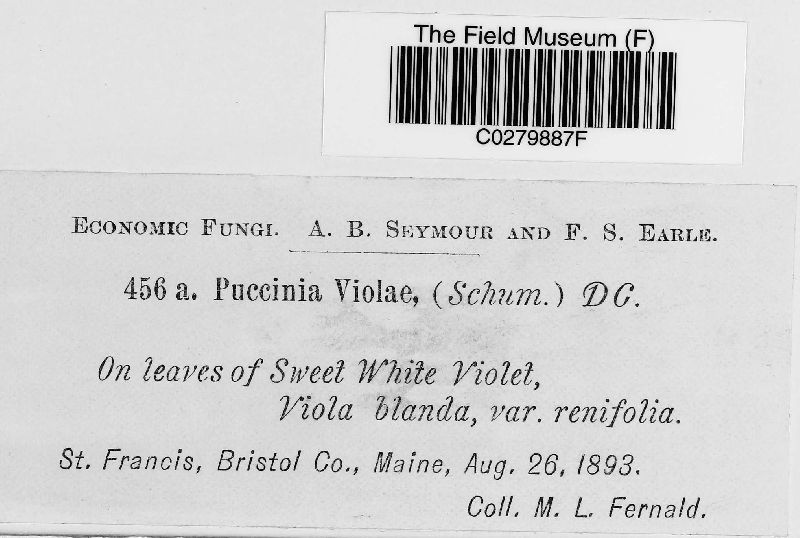 The Field Museum (F)
C0279887F
Economic Fungi. A. B. Seymour and F. S. Earle.
456 a. Puccinia Violae, (Schum.) DC.
On leaves of Sweet White Violet,
Viola blanda, var. renifolia.
St. Francis, Bristol Co., Maine, Aug. 26, 1893.
Coll. M. L. Fernald.